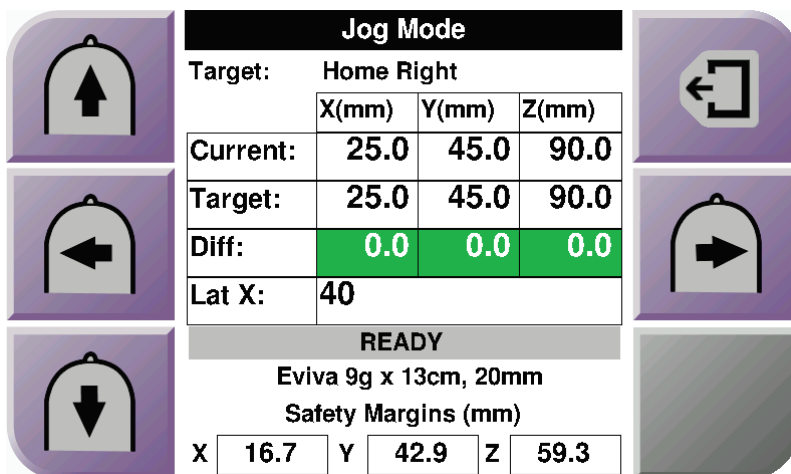 Jog Mode
Target: Home Right
X(mm) Y(mm) Z(mm)
Current: 25.0 45.0 90.0
Target: 25.0 45.0 90.0
Diff: 0.0 0.0 0.0
Lat X: 40
READY
Eviva 9g x 13cm, 20mm
Safety Margins (mm)
X 16.7 Y 42.9 Z 59.3